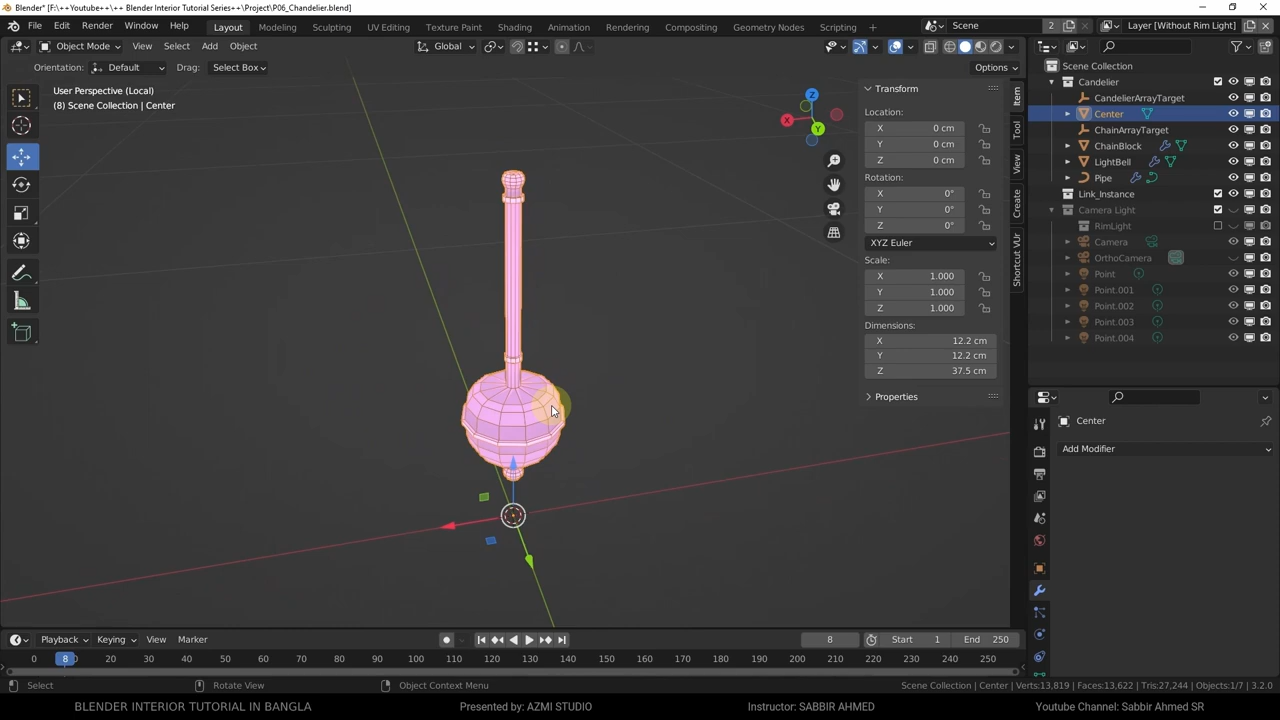 Blender* [F:\++Youtube++\++ Blender Interior Tutorial Series++\Project\P06_Chandelier.blend]
File Edit Render Window Help Layout Modeling Sculpting UV Editing Texture Paint Shading Animation Rendering Compositing Geometry Nodes Scripting + Scene 2 Layer [Without Rim Light]
Object Mode View Select Add Object Global
Orientation: Default Drag: Select Box Options
User Perspective (Local)
(8) Scene Collection | Center
Z
X
Y
Transform
Location:
X 0 cm
Y 0 cm
Z 0 cm
Rotation:
X 0°
Y 0°
Z 0°
XYZ Euler
Scale:
X 1.000
Y 1.000
Z 1.000
Dimensions:
X 12.2 cm
Y 12.2 cm
Z 37.5 cm
Properties
Item
Tool
View
Create
Shortcut VUr
Scene Collection
Candelier
CandelierArrayTarget
Center
ChainArrayTarget
ChainBlock
LightBell
Pipe
Link_Instance
Camera Light
RimLight
Camera
OrthoCamera
Point
Point.001
Point.002
Point.003
Point.004
Center
Add Modifier
Playback Keying View Marker 8 Start 1 End 250
0 8 20 30 40 50 60 70 80 90 100 110 120 130 140 150 160 170 180 190 200 210 220 230 240 250
Select Rotate View Object Context Menu Scene Collection | Center | Verts:13,819 | Faces:13,622 | Tris:27,244 | Objects:1/7 | 3.2.0
BLENDER INTERIOR TUTORIAL IN BANGLA Presented by: AZMI STUDIO Instructor: SABBIR AHMED Youtube Channel: Sabbir Ahmed SR